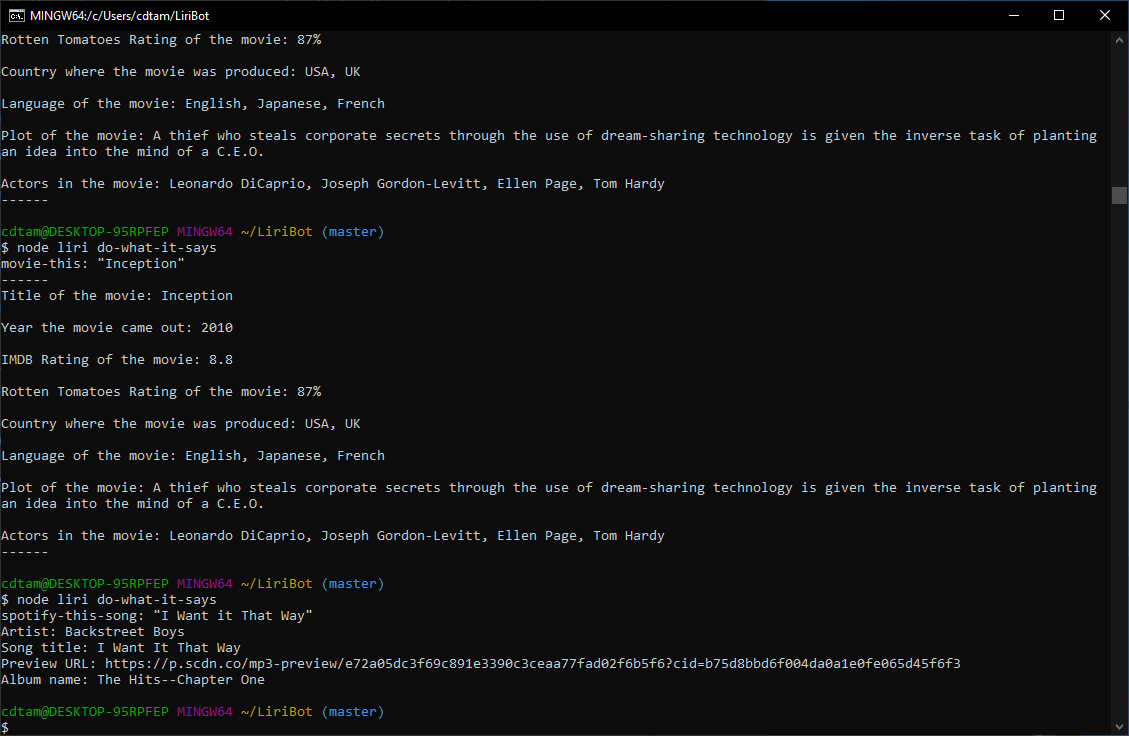 MINGW64:/c/Users/cdtam/LiriBot
Rotten Tomatoes Rating of the movie: 87%
Country where the movie was produced: USA, UK
Language of the movie: English, Japanese, French
Plot of the movie: A thief who steals corporate secrets through the use of dream-sharing technology is given the inverse task of planting
an idea into the mind of a C.E.O.
Actors in the movie: Leonardo DiCaprio, Joseph Gordon-Levitt, Ellen Page, Tom Hardy
------
cdtam@DESKTOP-95RPFEP MINGW64 ~/LiriBot (master)
$ node liri do-what-it-says
movie-this: "Inception"
------
Title of the movie: Inception
Year the movie came out: 2010
IMDB Rating of the movie: 8.8
Rotten Tomatoes Rating of the movie: 87%
Country where the movie was produced: USA, UK
Language of the movie: English, Japanese, French
Plot of the movie: A thief who steals corporate secrets through the use of dream-sharing technology is given the inverse task of planting
an idea into the mind of a C.E.O.
Actors in the movie: Leonardo DiCaprio, Joseph Gordon-Levitt, Ellen Page, Tom Hardy
------
cdtam@DESKTOP-95RPFEP MINGW64 ~/LiriBot (master)
$ node liri do-what-it-says
spotify-this-song: "I Want it That Way"
Artist: Backstreet Boys
Song title: I Want It That Way
Preview URL: https://p.scdn.co/mp3-preview/e72a05dc3f69c891e3390c3ceaa77fad02f6b5f6?cid=b75d8bbd6f004da0a1e0fe065d45f6f3
Album name: The Hits--Chapter One
cdtam@DESKTOP-95RPFEP MINGW64 ~/LiriBot (master)
$